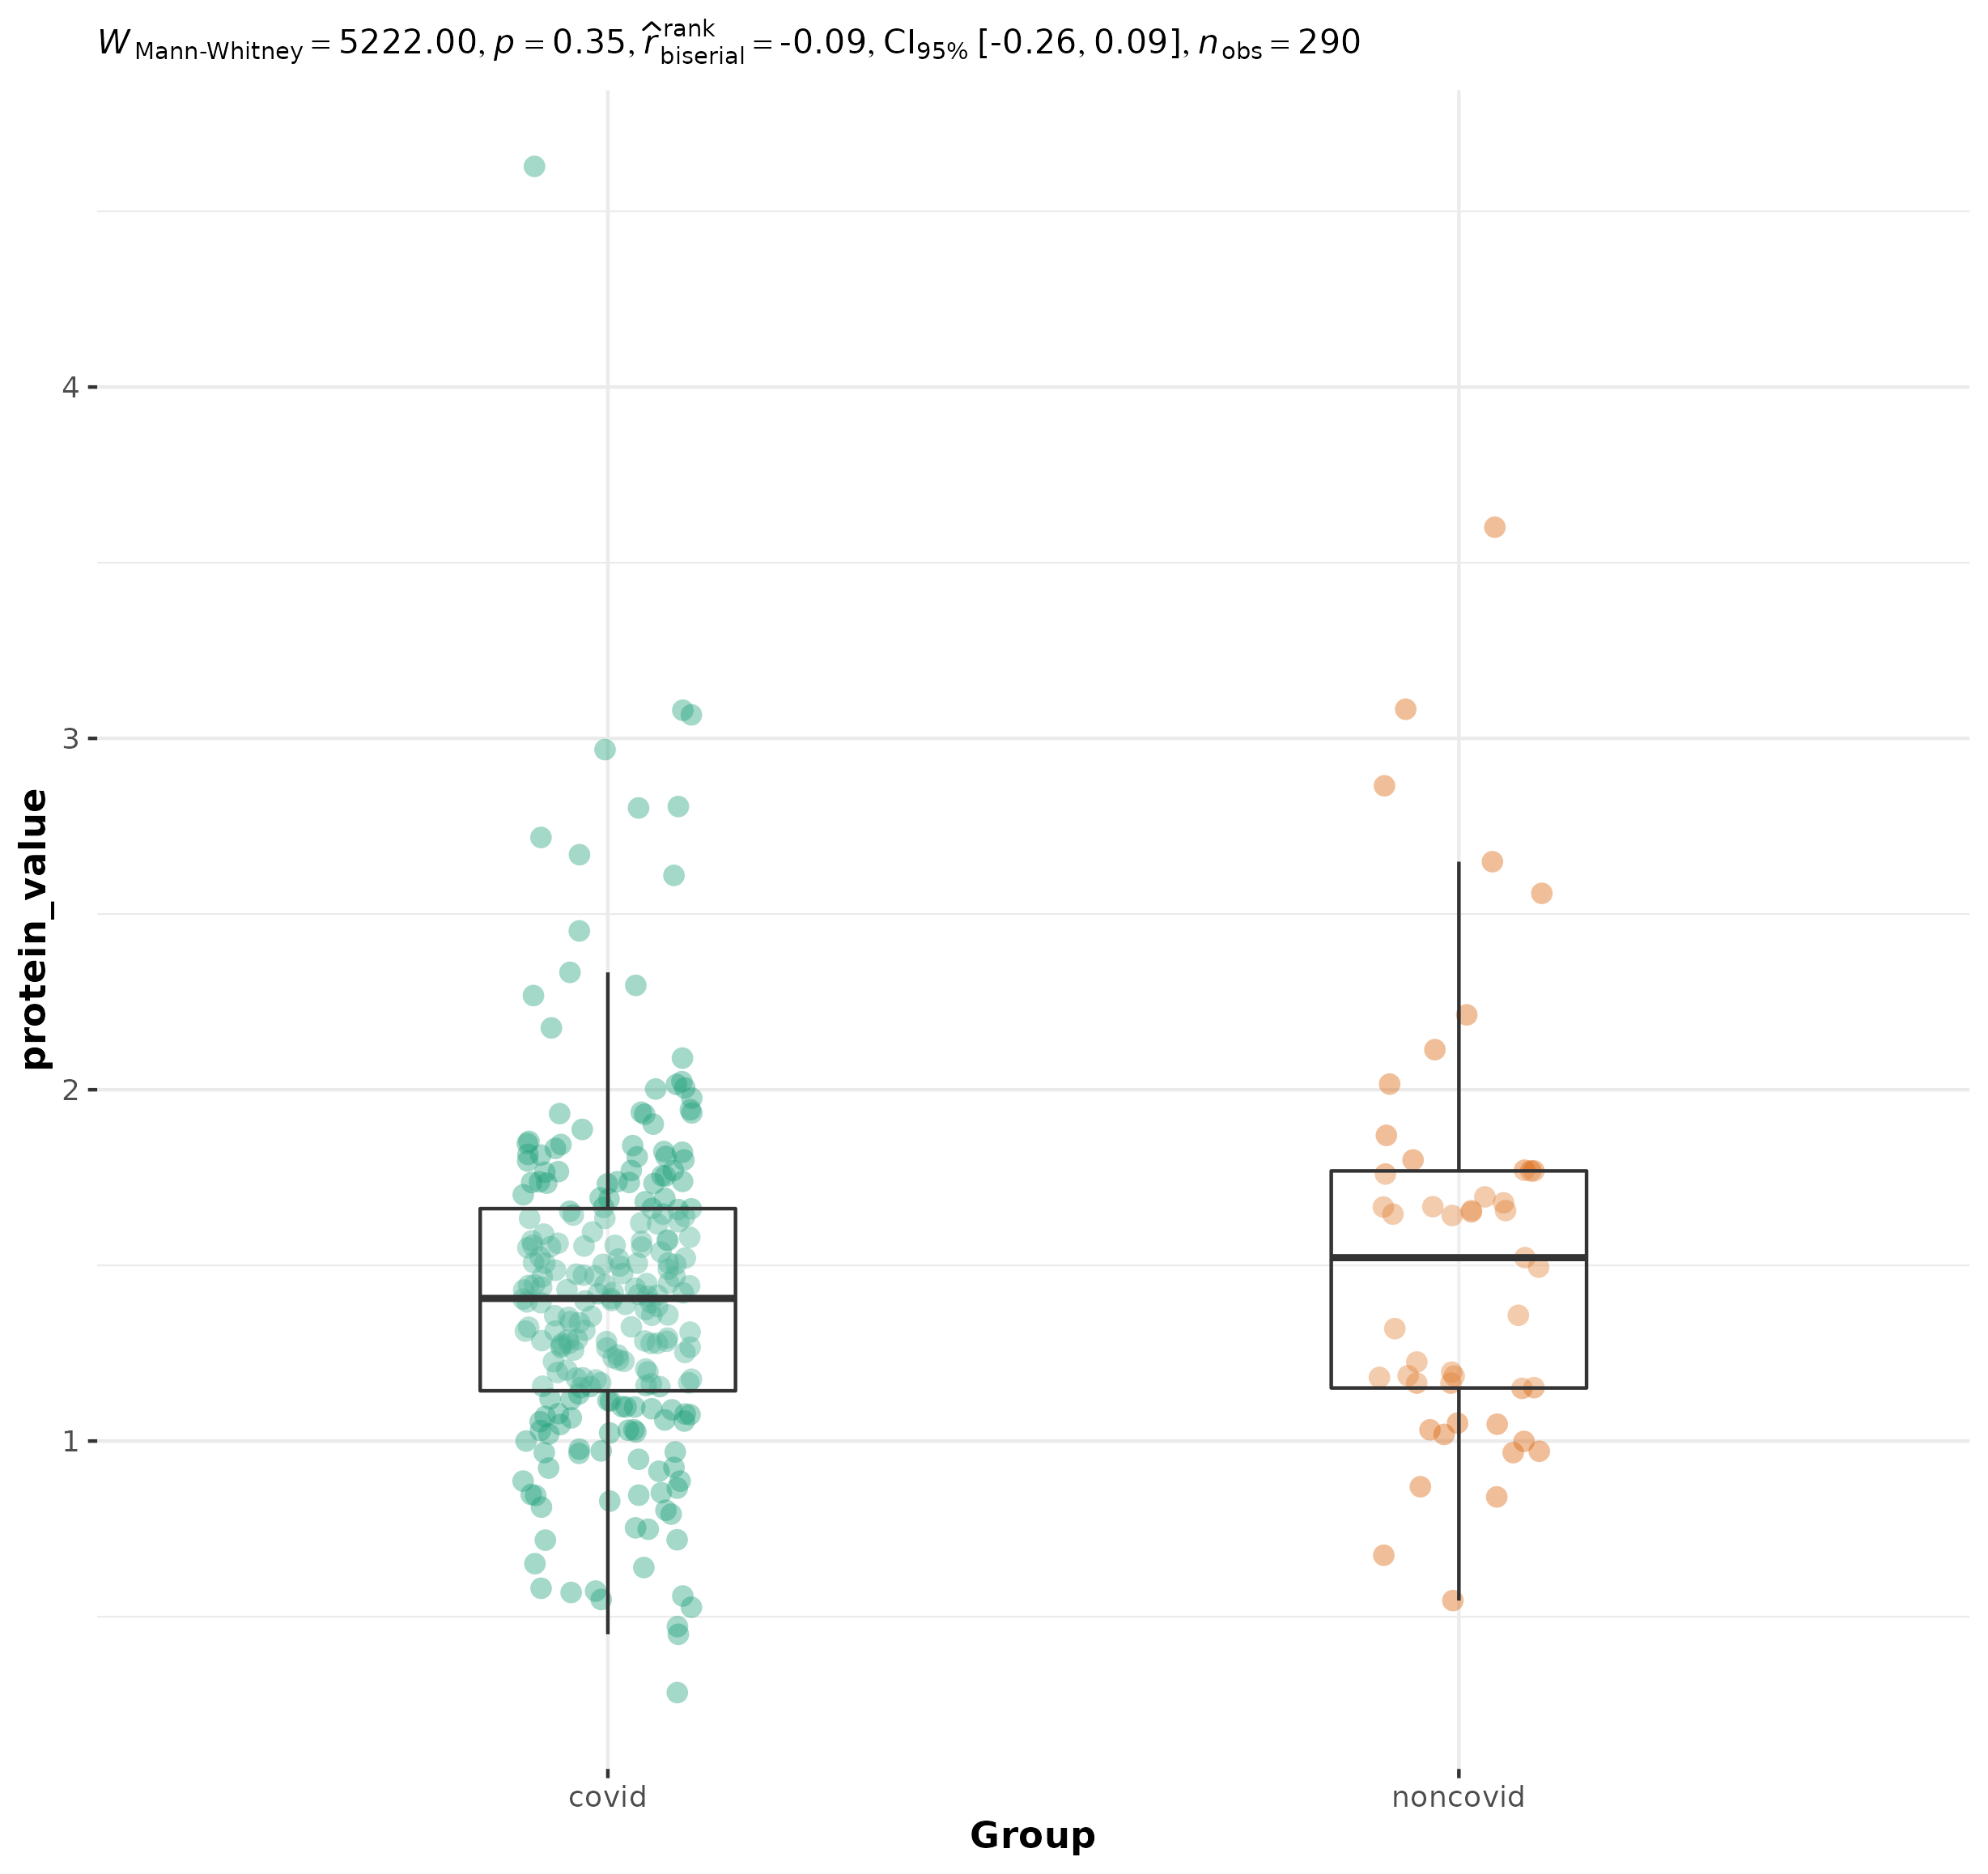 W Mann-Whitney = 5222.00, p = 0.35, r̂ rank biserial = -0.09, CI95% [-0.26, 0.09], nobs = 290
protein_value
4
3
2
1
covid noncovid
Group